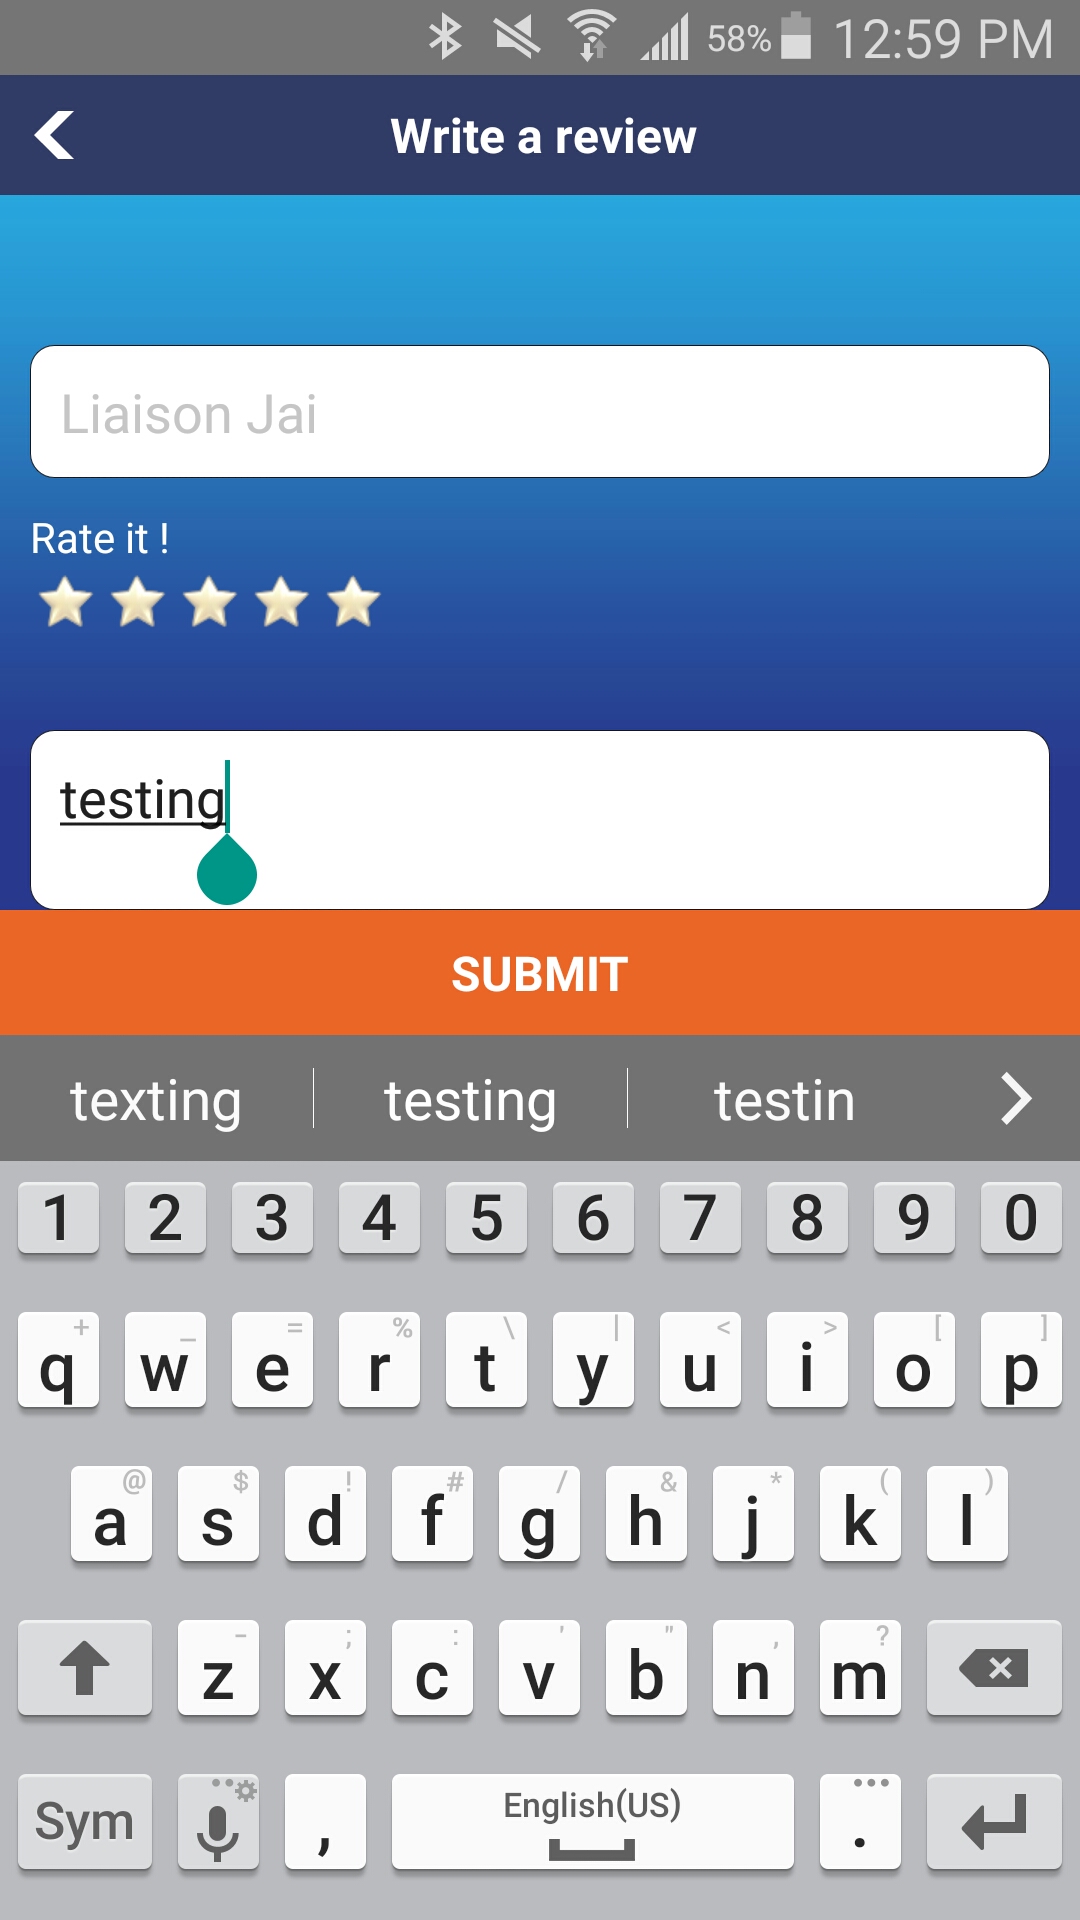 58% 12:59 PM
Write a review
Liaison Jai
Rate it !
testing
SUBMIT
texting testing testin
1 2 3 4 5 6 7 8 9 0
+ _ = % \ | < > [ ]
q w e r t y u i o p
@ $ ! # / & * ( )
a s d f g h j k l
- ; : ' " , ?
z x c v b n m
English(US)
Sym , .